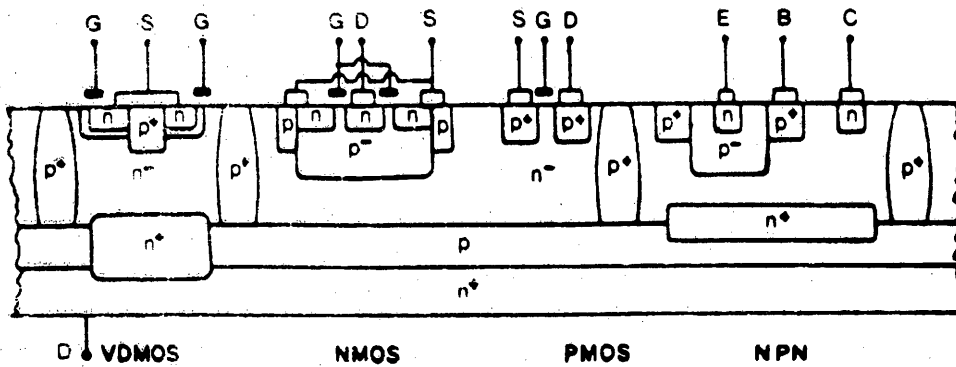 G S G G D S S G D E B C
n p+ n p n n n p p+ p+ p+ n p+ n
p+ n- p+ p- n- p+ p- p+
n+ p n+
n+
D VDMOS NMOS PMOS NPN